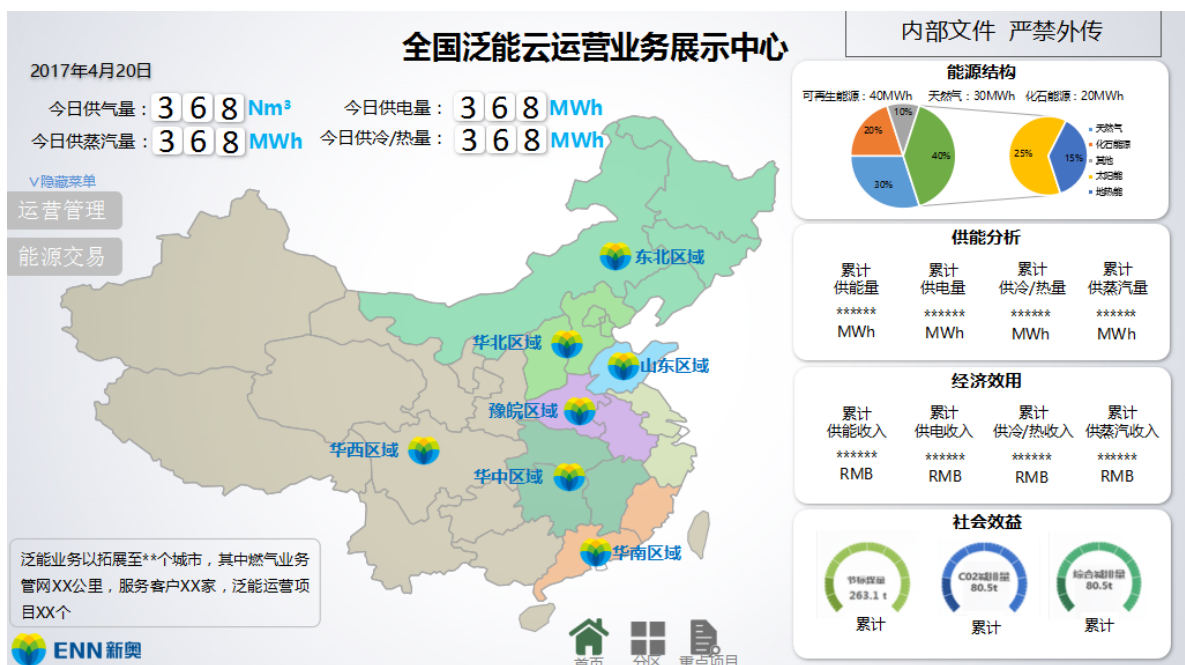 内部文件 严禁外传
全国泛能云运营业务展示中心
2017年4月20日
今日供气量：368Nm³
今日供电量：368MWh
今日供蒸汽量：368MWh
今日供冷/热量：368MWh
∨隐藏菜单
运营管理
能源交易
东北区域
华北区域
山东区域
豫皖区域
华西区域
华中区域
华南区域
泛能业务以拓展至**个城市，其中燃气业务
管网XX公里，服务客户XX家，泛能运营项
目XX个
ENN新奥
首页
分区
重点项目
能源结构
可再生能源：40MWh 天然气：30MWh 化石能源：20MWh
10%
20%
40%
30%
25%
15%
天然气
化石能源
其他
太阳能
地热能
供能分析
累计 累计 累计 累计
供能量 供电量 供冷/热量 供蒸汽量
****** ****** ****** ******
MWh MWh MWh MWh
经济效用
累计 累计 累计 累计
供能收入 供电收入 供冷/热收入 供蒸汽收入
****** ****** ****** ******
RMB RMB RMB RMB
社会效益
节标煤量 CO2减排量 综合减排量
263.1 t 80.5t 80.5t
累计 累计 累计